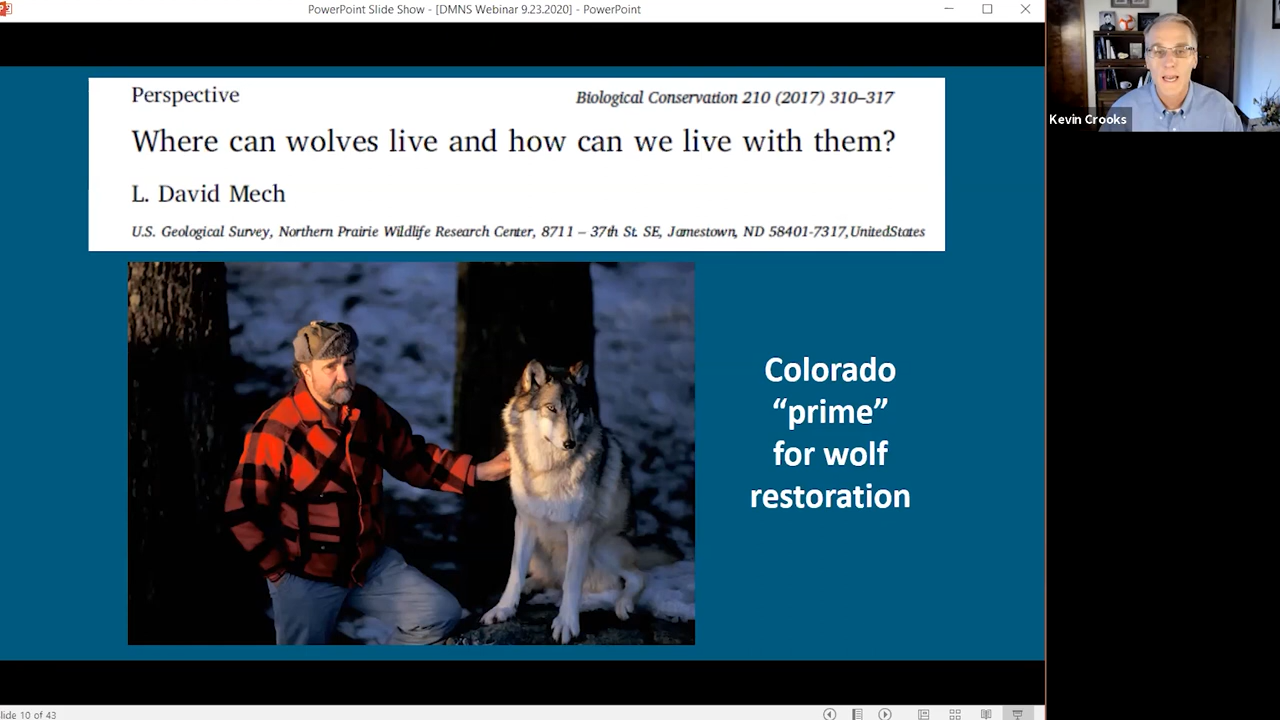 PowerPoint Slide Show - [DMNS Webinar 9.23.2020] - PowerPoint
Perspective
Biological Conservation 210 (2017) 310–317
Where can wolves live and how can we live with them?
L. David Mech
U.S. Geological Survey, Northern Prairie Wildlife Research Center, 8711 – 37th St. SE, Jamestown, ND 58401-7317,UnitedStates
Colorado
“prime”
for wolf
restoration
Kevin Crooks
Slide 10 of 43